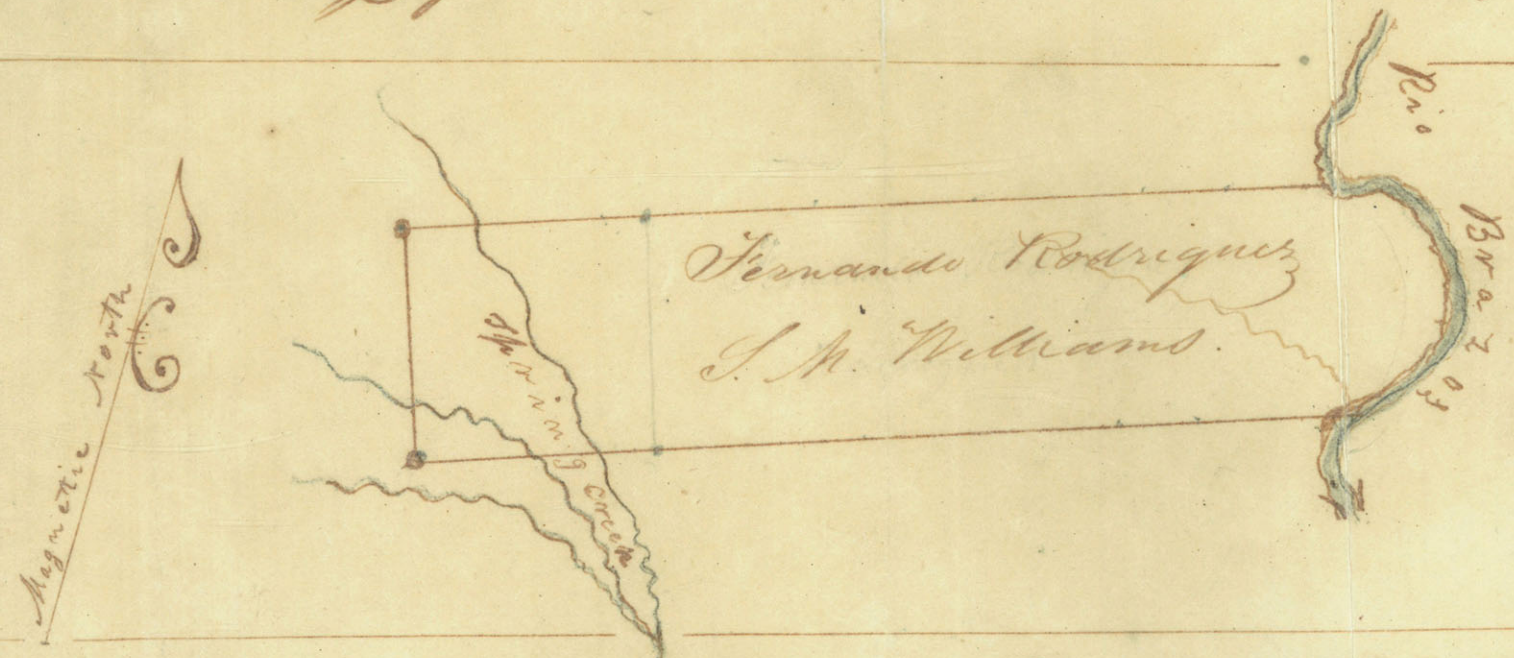 Rio Brazos
Fernando Rodriguez
S. M. Williams.
Spring Creek
Magnetic North